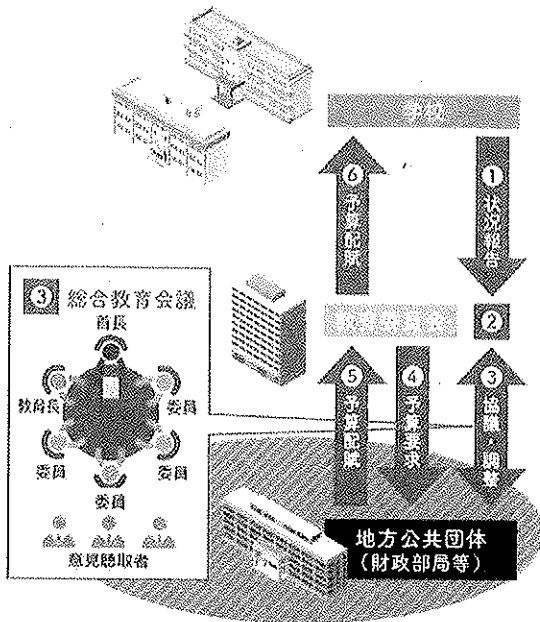 学校
⑥予算配賦
①状況報告
③ 総合教育会議
首長
教育長
委員
委員
委員
委員
意見聴取者
②
⑤予算配賦
④予算要求
③協議・調整
地方公共団体
(財政部局等)